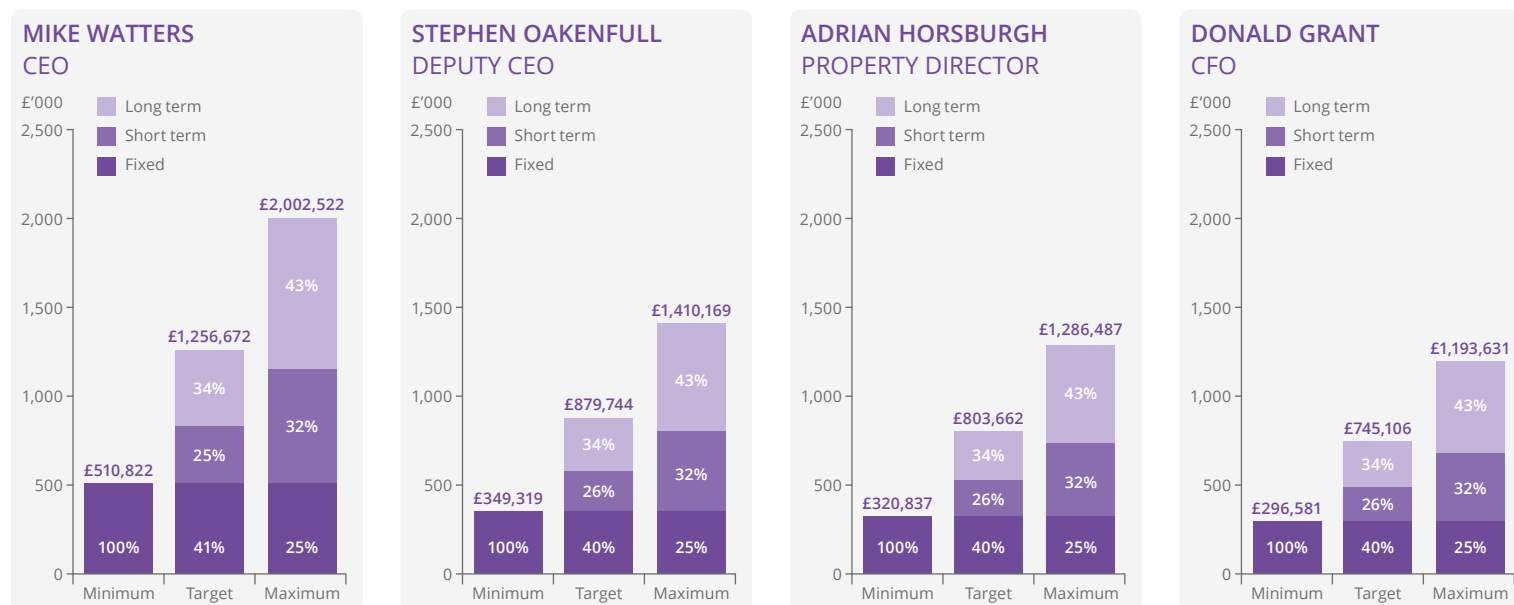 MIKE WATTERS
CEO
£’000
Long term
Short term
Fixed
2,500
2,000
1,500
1,000
500
0
£510,822
100%
£1,256,672
34%
25%
41%
£2,002,522
43%
32%
25%
Minimum Target Maximum
STEPHEN OAKENFULL
DEPUTY CEO
£’000
Long term
Short term
Fixed
2,500
2,000
1,500
1,000
500
0
£349,319
100%
£879,744
34%
26%
40%
£1,410,169
43%
32%
25%
Minimum Target Maximum
ADRIAN HORSBURGH
PROPERTY DIRECTOR
£’000
Long term
Short term
Fixed
2,500
2,000
1,500
1,000
500
0
£320,837
100%
£803,662
34%
26%
40%
£1,286,487
43%
32%
25%
Minimum Target Maximum
DONALD GRANT
CFO
£’000
Long term
Short term
Fixed
2,500
2,000
1,500
1,000
500
0
£296,581
100%
£745,106
34%
26%
40%
£1,193,631
43%
32%
25%
Minimum Target Maximum